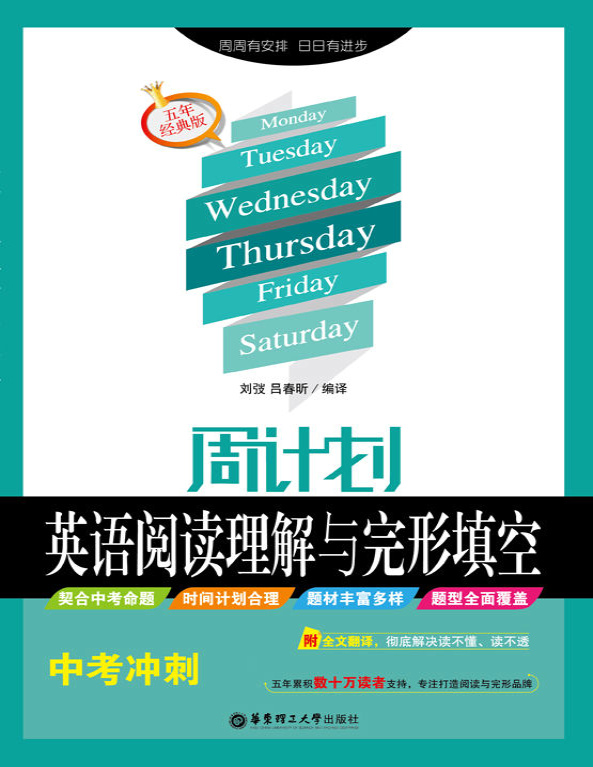 周周有安排 日日有进步
五年
经典版
Monday
Tuesday
Wednesday
Thursday
Friday
Saturday
刘弢 吕春昕／编译
周计划
英语阅读理解与完形填空
契合中考命题 时间计划合理 题材丰富多样 题型全面覆盖
附 全文翻译，彻底解决读不懂、读不透
中考冲刺
五年累积数十万读者支持，专注打造阅读与完形品牌
华东理工大学出版社